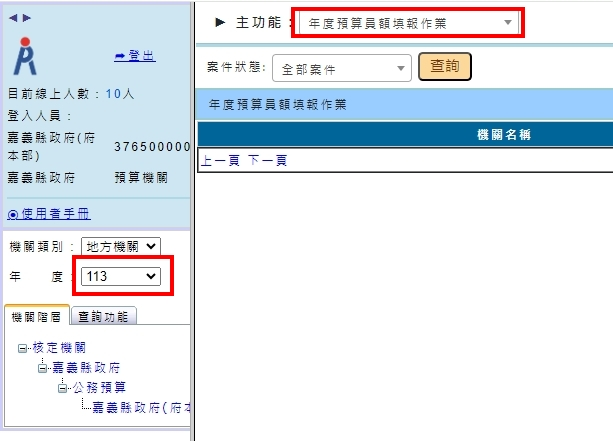 登出
目前線上人數：10人
登入人員：
嘉義縣政府(府本部)
376500000
嘉義縣政府 預算機關
使用者手冊
機關類別：地方機關
年 度：113
機關階層 查詢功能
核定機關
嘉義縣政府
公務預算
嘉義縣政府(府本
► 主功能：年度預算員額填報作業
案件狀態: 全部案件 查詢
年度預算員額填報作業
機關名稱
上一頁 下一頁